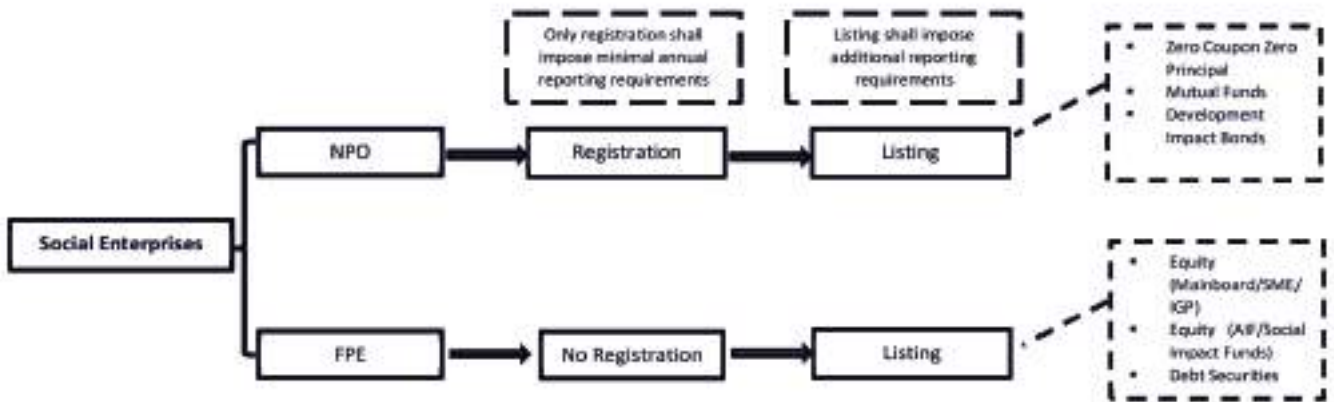 Only registration shall
impose minimal annual
reporting requirements
Listing shall impose
additional reporting
requirements
• Zero Coupon Zero
Principal
• Mutual Funds
• Development
Impact Bonds
NPO
Registration
Listing
Social Enterprises
• Equity
(Mainboard/SME/
IGP)
• Equity (AIF/Social
Impact Funds)
• Debt Securities
FPE
No Registration
Listing